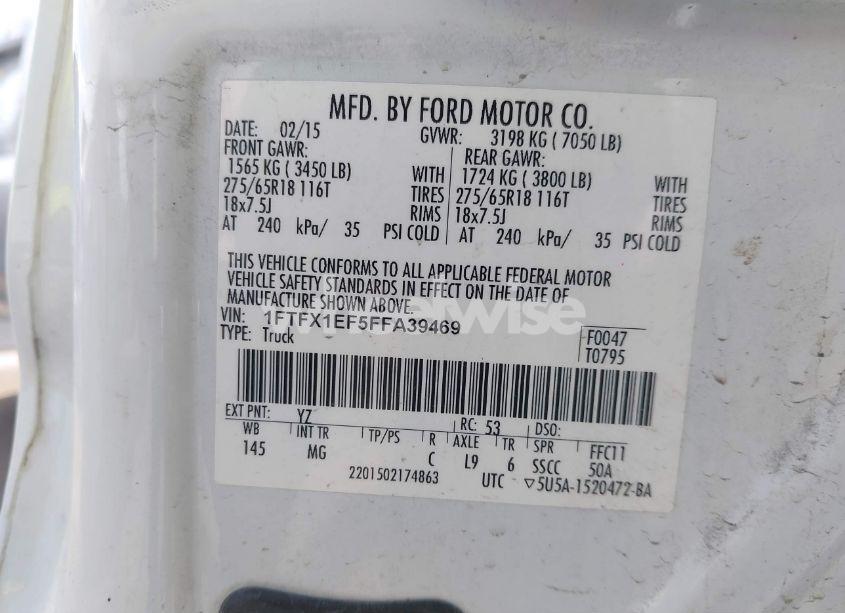 MFD. BY FORD MOTOR CO.
DATE: 02/15 GVWR: 3198 KG ( 7050 LB)
FRONT GAWR: REAR GAWR:
1565 KG ( 3450 LB) WITH 1724 KG ( 3800 LB) WITH
275/65R18 116T TIRES 275/65R18 116T TIRES
18x7.5J RIMS 18x7.5J RIMS
AT 240 kPa/ 35 PSI COLD AT 240 kPa/ 35 PSI COLD
THIS VEHICLE CONFORMS TO ALL APPLICABLE FEDERAL MOTOR
VEHICLE SAFETY STANDARDS IN EFFECT ON THE DATE OF
MANUFACTURE SHOWN ABOVE.
VIN: 1FTFX1EF5FFA39469
TYPE: Truck
F0047
T0795
EXT PNT: YZ RC: 53 DSO:
WB INT TR TP/PS R AXLE TR SPR FFC11
145 MG C L9 6 SSCC 50A
2201502174863 UTC ▽5U5A-1520472-BA